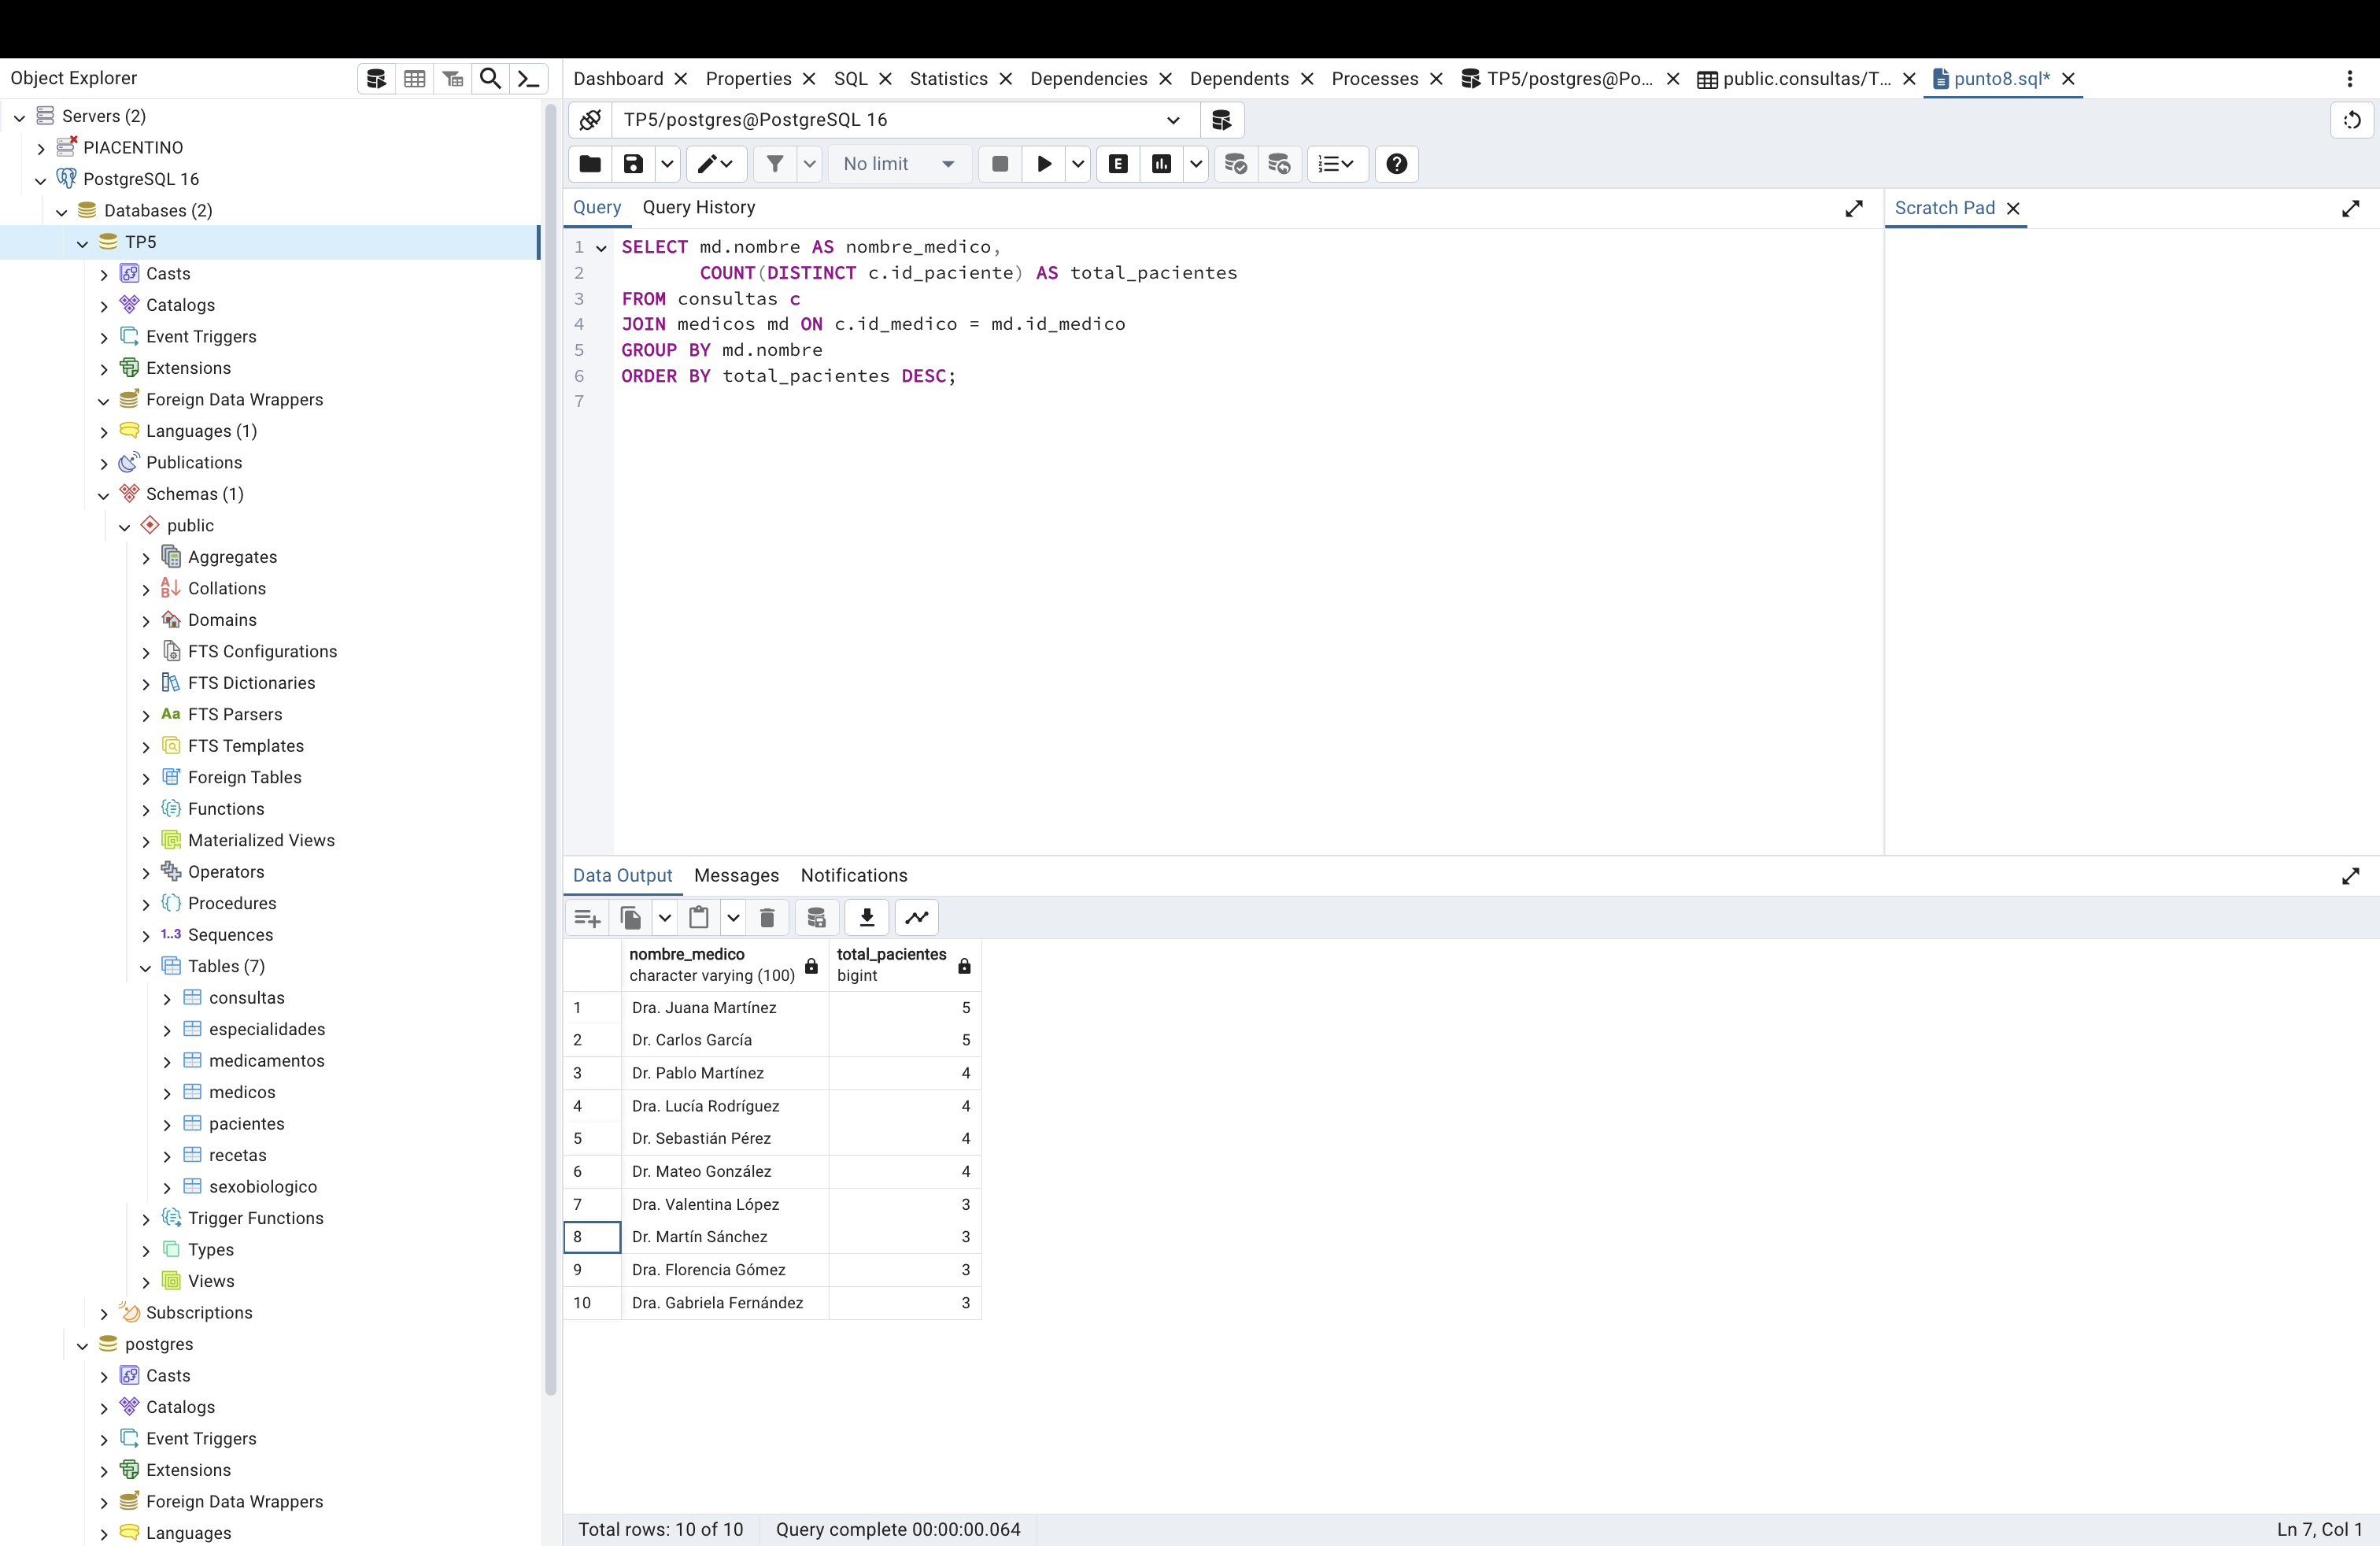 Object Explorer
Servers (2)
PIACENTINO
PostgreSQL 16
Databases (2)
TP5
Casts
Catalogs
Event Triggers
Extensions
Foreign Data Wrappers
Languages (1)
Publications
Schemas (1)
public
Aggregates
Collations
Domains
FTS Configurations
FTS Dictionaries
Aa FTS Parsers
FTS Templates
Foreign Tables
Functions
Materialized Views
Operators
Procedures
1..3 Sequences
Tables (7)
consultas
especialidades
medicamentos
medicos
pacientes
recetas
sexobiologico
Trigger Functions
Types
Views
Subscriptions
postgres
Casts
Catalogs
Event Triggers
Extensions
Foreign Data Wrappers
Languages
Dashboard Properties SQL Statistics Dependencies Dependents Processes TP5/postgres@Po... public.consultas/T... punto8.sql*
TP5/postgres@PostgreSQL 16
No limit E
Query Query History
Scratch Pad
1 SELECT md.nombre AS nombre_medico,
2 COUNT(DISTINCT c.id_paciente) AS total_pacientes
3 FROM consultas c
4 JOIN medicos md ON c.id_medico = md.id_medico
5 GROUP BY md.nombre
6 ORDER BY total_pacientes DESC;
7
Data Output Messages Notifications
nombre_medico total_pacientes
character varying (100) bigint
1 Dra. Juana Martínez 5
2 Dr. Carlos García 5
3 Dr. Pablo Martínez 4
4 Dra. Lucía Rodríguez 4
5 Dr. Sebastián Pérez 4
6 Dr. Mateo González 4
7 Dra. Valentina López 3
8 Dr. Martín Sánchez 3
9 Dra. Florencia Gómez 3
10 Dra. Gabriela Fernández 3
Total rows: 10 of 10 Query complete 00:00:00.064 Ln 7, Col 1